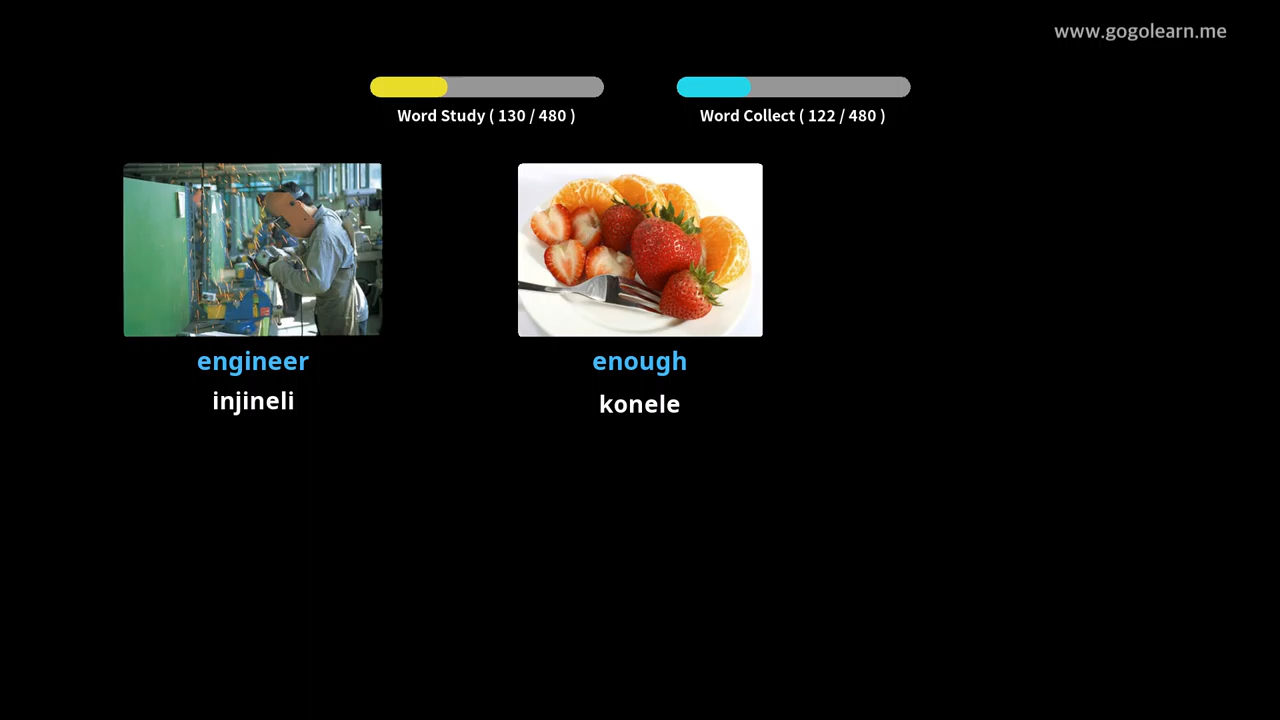 www.gogolearn.me
Word Study ( 130 / 480 )
Word Collect ( 122 / 480 )
engineer
injineli
enough
konele